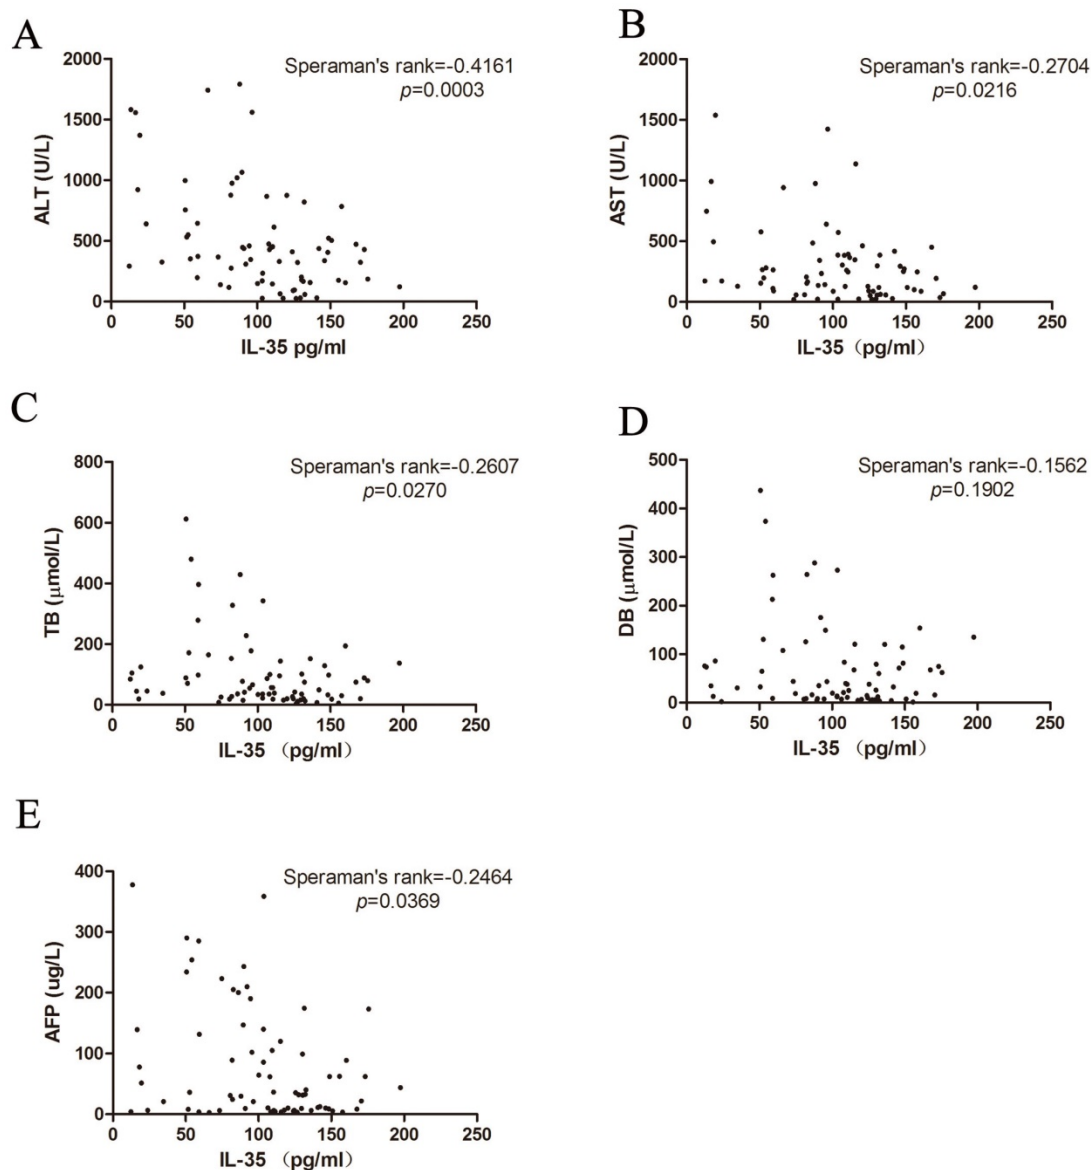 A
Speraman's rank=-0.4161
p=0.0003
ALT (U/L)
2000
1500
1000
500
0
0 50 100 150 200 250
IL-35 pg/ml
B
Speraman's rank=-0.2704
p=0.0216
AST (U/L)
2000
1500
1000
500
0
0 50 100 150 200 250
IL-35 （pg/ml）
C
Speraman's rank=-0.2607
p=0.0270
TB (μmol/L)
800
600
400
200
0
0 50 100 150 200 250
IL-35 （pg/ml）
D
Speraman's rank=-0.1562
p=0.1902
DB (μmol/L)
500
400
300
200
100
0
0 50 100 150 200 250
IL-35 （pg/ml）
E
Speraman's rank=-0.2464
p=0.0369
AFP (ug/L)
400
300
200
100
0
0 50 100 150 200 250
IL-35 （pg/ml）